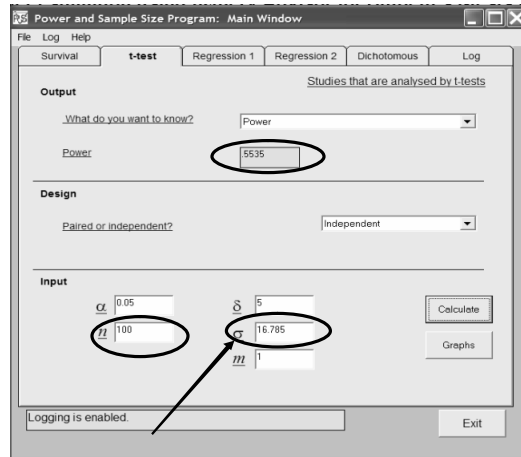 Power and Sample Size Program: Main Window
File Log Help
Survival t-test Regression 1 Regression 2 Dichotomous Log
Studies that are analysed by t-tests
Output
What do you want to know? Power
Power .5535
Design
Paired or independent? Independent
Input
α 0.05 δ 5 Calculate
n 100 σ 16.785
m 1 Graphs
Logging is enabled. Exit